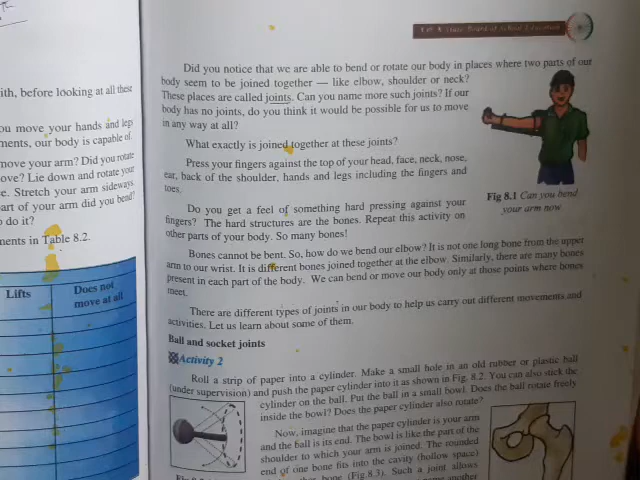 ith, before looking at all these
ou move your hands and legs
ments, our body is capable of.
move your arm? Did you rotate
ove? Lie down and rotate your
e. Stretch your arm sideways.
art of your arm did you bend?
o do it?
ments in Table 8.2.
Lifts
Does not
move at all
Did you notice that we are able to bend or rotate our body in places where two parts of our
body seem to be joined together — like elbow, shoulder or neck?
These places are called joints. Can you name more such joints? If our
body has no joints, do you think it would be possible for us to move
in any way at all?
What exactly is joined together at these joints?
Press your fingers against the top of your head, face, neck, nose,
ear, back of the shoulder, hands and legs including the fingers and
toes.
Do you get a feel of something hard pressing against your
fingers? The hard structures are the bones. Repeat this activity on
other parts of your body. So many bones!
Fig 8.1 Can you bend
your arm now
Bones cannot be bent. So, how do we bend our elbow? It is not one long bone from the upper
arm to our wrist. It is different bones joined together at the elbow. Similarly, there are many bones
present in each part of the body. We can bend or move our body only at those points where bones
meet.
There are different types of joints in our body to help us carry out different movements and
activities. Let us learn about some of them.
Ball and socket joints
Activity 2
Roll a strip of paper into a cylinder. Make a small hole in an old rubber or plastic ball
(under supervision) and push the paper cylinder into it as shown in Fig. 8.2. You can also stick the
cylinder on the ball. Put the ball in a small bowl. Does the ball rotate freely
inside the bowl? Does the paper cylinder also rotate?
Now, imagine that the paper cylinder is your arm
and the ball is its end. The bowl is like the part of the
shoulder to which your arm is joined. The rounded
end of one bone fits into the cavity (hollow space)
bone (Fig.8.3). Such a joint allows
another